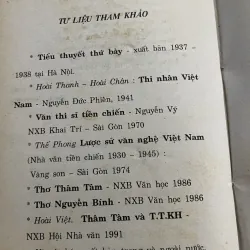 TƯ LIỆU THAM KHẢO
* Tiểu thuyết thứ bảy - xuất bản 1937 -
1938 tại Hà Nội.
* Hoài Thanh - Hoài Chân : Thi nhân Việt
Nam - Nguyễn Đức Phiên, 1941
* Văn thi sĩ tiền chiến - Nguyễn Vỹ
NXB Khai Trí - Sài Gòn 1970
* Thế Phong Lược sử văn nghệ Việt Nam
(Nhà văn tiền chiến 1930 - 1945) :
Vàng son - Sài Gòn 1974
* Thơ Thâm Tâm - NXB Văn học 1986
* Thơ Nguyễn Bính - NXB Văn học 1986
* Hoài Việt, Thâm Tâm và T.T.KH -
NXB Hội Nhà văn 1991